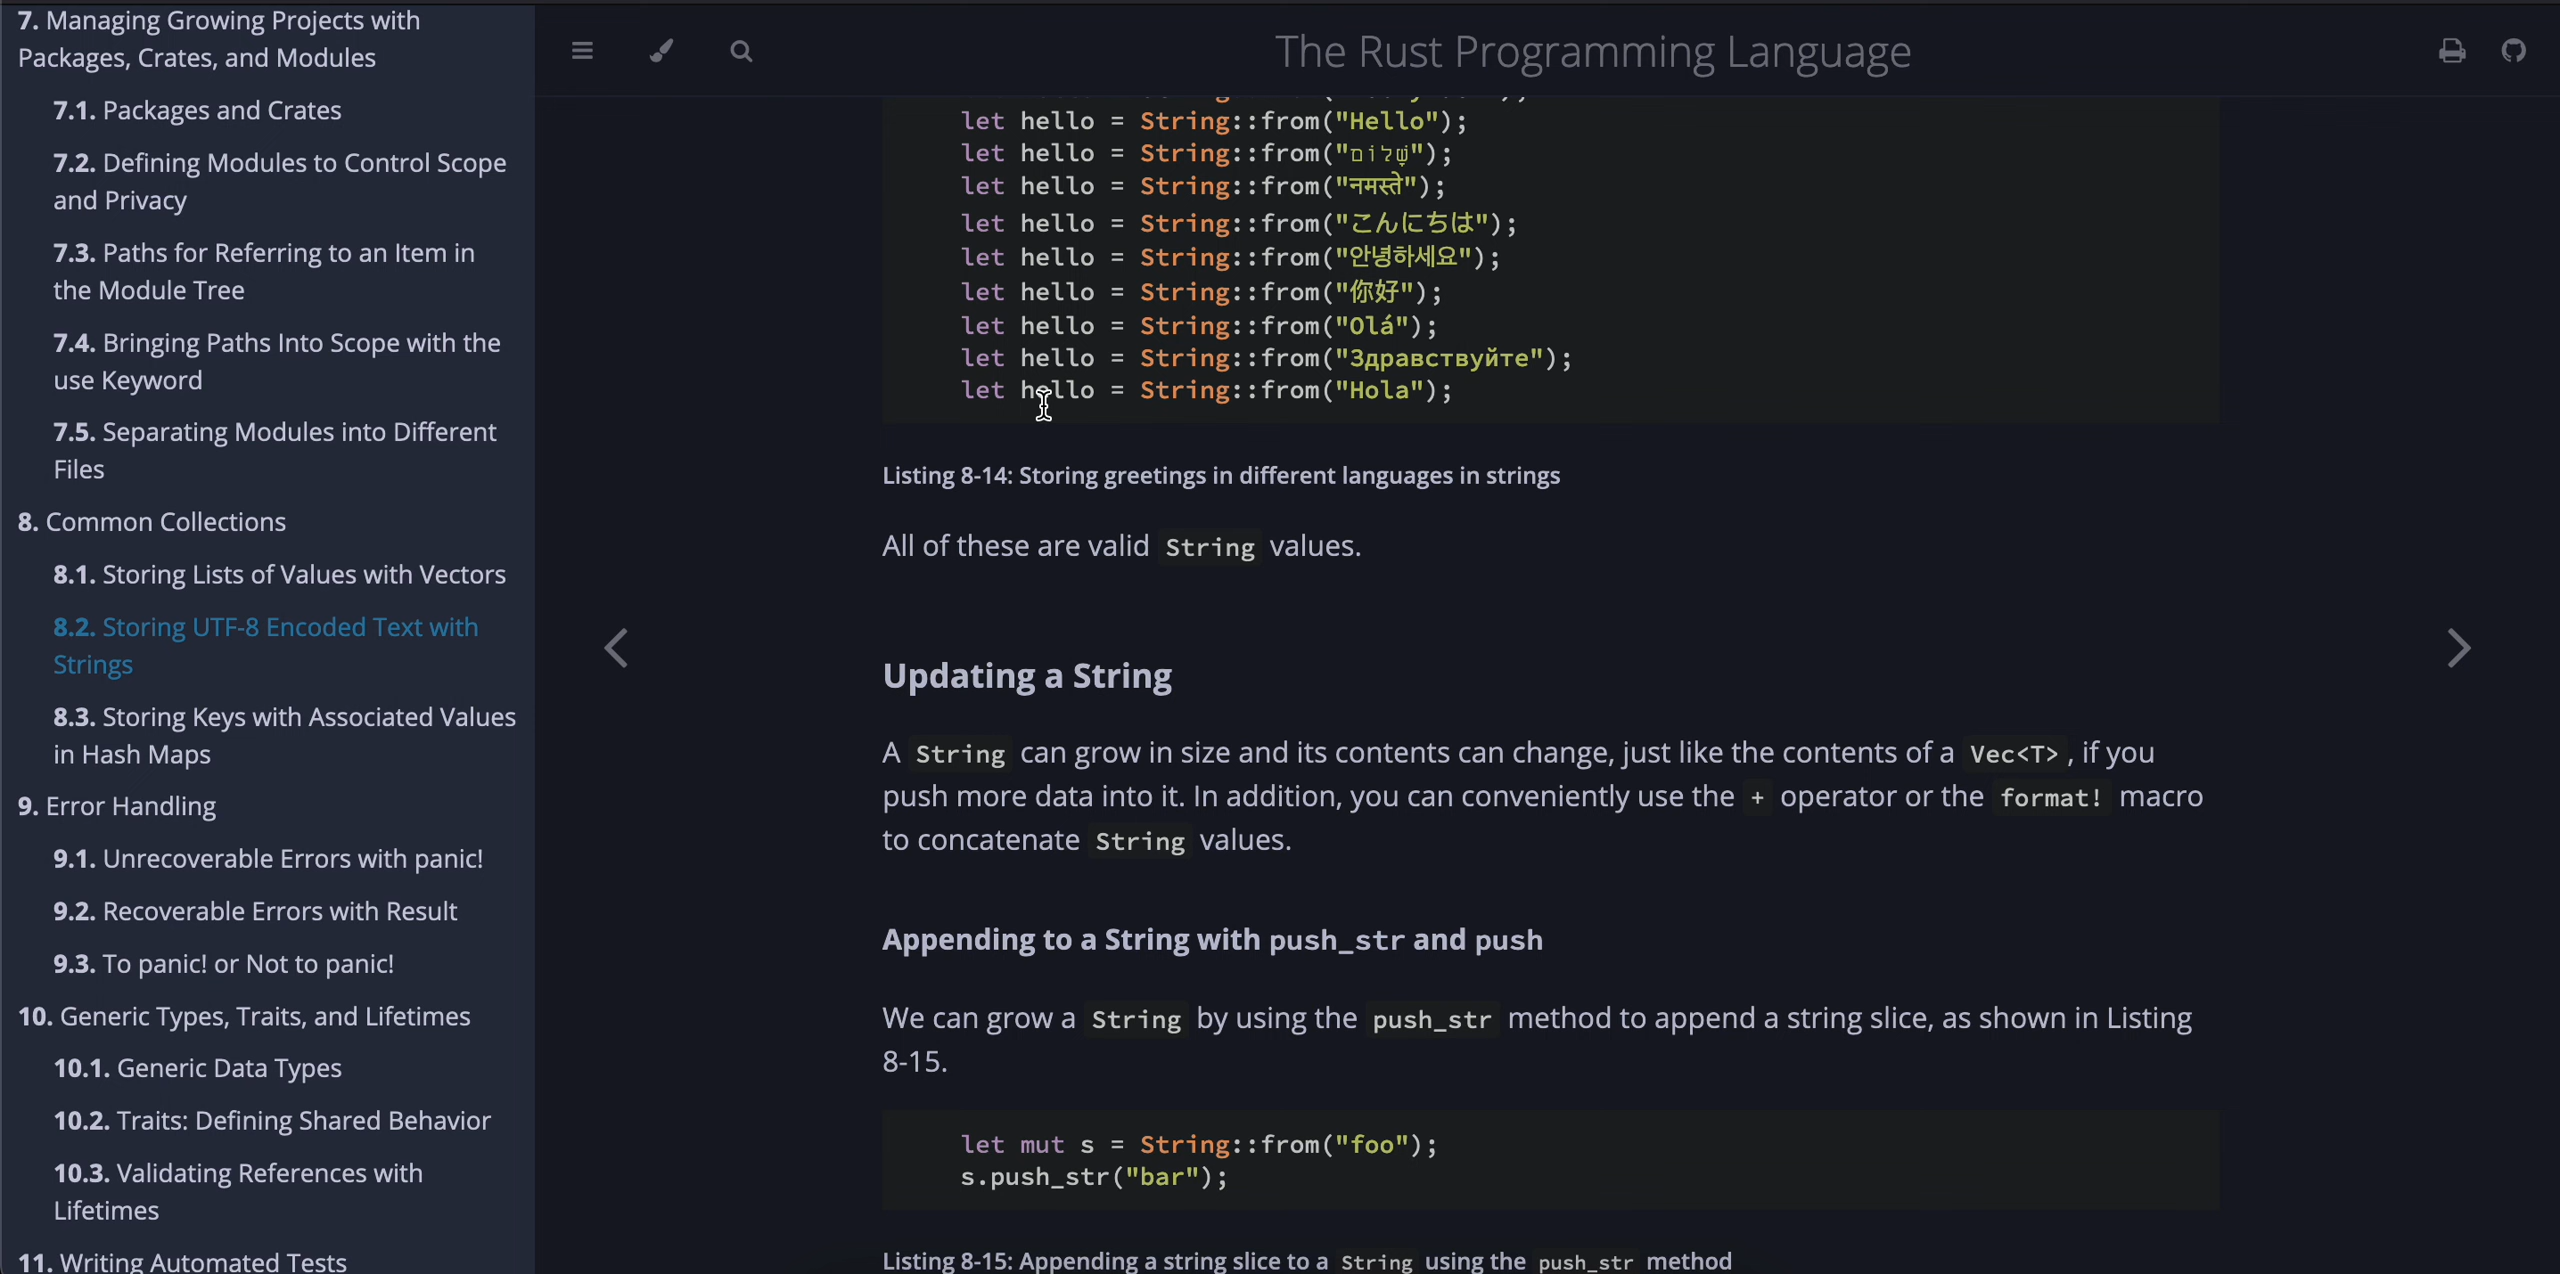 7. Managing Growing Projects with
Packages, Crates, and Modules
7.1. Packages and Crates
7.2. Defining Modules to Control Scope
and Privacy
7.3. Paths for Referring to an Item in
the Module Tree
7.4. Bringing Paths Into Scope with the
use Keyword
7.5. Separating Modules into Different
Files
8. Common Collections
8.1. Storing Lists of Values with Vectors
8.2. Storing UTF-8 Encoded Text with
Strings
8.3. Storing Keys with Associated Values
in Hash Maps
9. Error Handling
9.1. Unrecoverable Errors with panic!
9.2. Recoverable Errors with Result
9.3. To panic! or Not to panic!
10. Generic Types, Traits, and Lifetimes
10.1. Generic Data Types
10.2. Traits: Defining Shared Behavior
10.3. Validating References with
Lifetimes
11. Writing Automated Tests
The Rust Programming Language
let hello = String::from("Hello");
let hello = String::from("שָׁלוֹם");
let hello = String::from("नमस्ते");
let hello = String::from("こんにちは");
let hello = String::from("안녕하세요");
let hello = String::from("你好");
let hello = String::from("Olá");
let hello = String::from("Здравствуйте");
let hello = String::from("Hola");
Listing 8-14: Storing greetings in different languages in strings
All of these are valid String values.
Updating a String
A String can grow in size and its contents can change, just like the contents of a Vec<T>, if you
push more data into it. In addition, you can conveniently use the + operator or the format! macro
to concatenate String values.
Appending to a String with push_str and push
We can grow a String by using the push_str method to append a string slice, as shown in Listing
8-15.
let mut s = String::from("foo");
s.push_str("bar");
Listing 8-15: Appending a string slice to a String using the push_str method